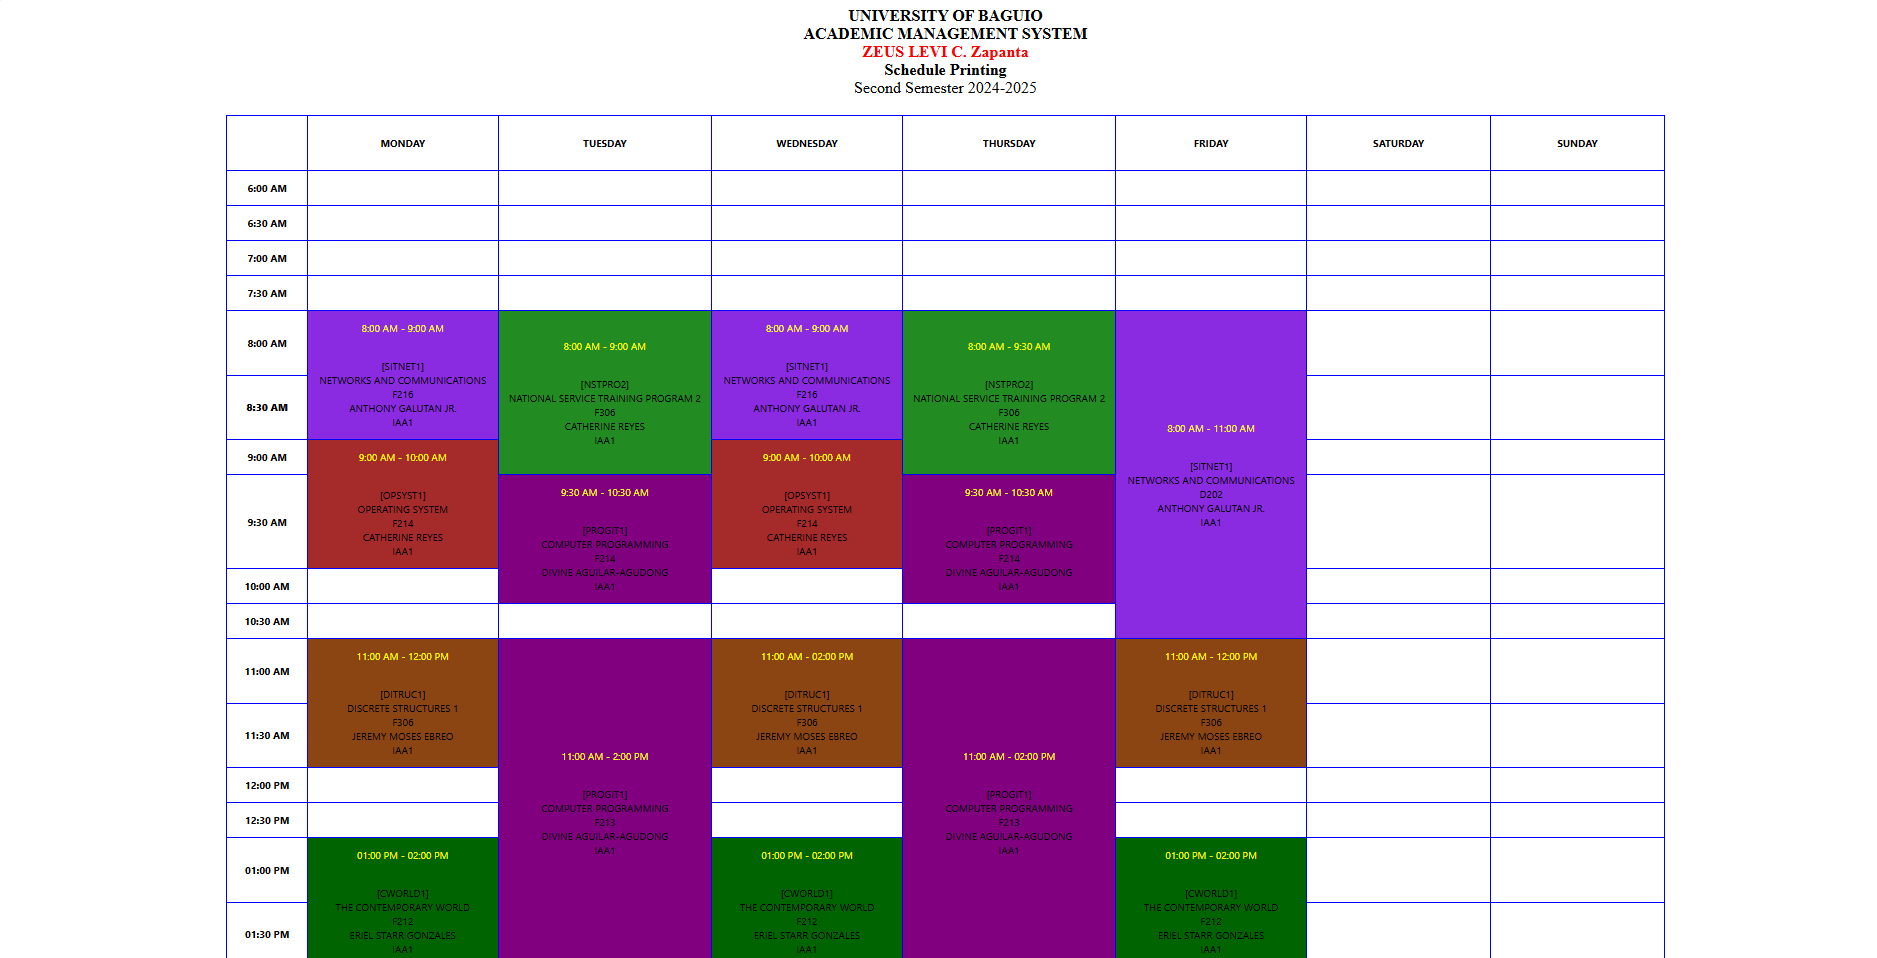 UNIVERSITY OF BAGUIO
ACADEMIC MANAGEMENT SYSTEM
ZEUS LEVI C. Zapanta
Schedule Printing
Second Semester 2024-2025
MONDAY TUESDAY WEDNESDAY THURSDAY FRIDAY SATURDAY SUNDAY
6:00 AM
6:30 AM
7:00 AM
7:30 AM
8:00 AM
8:30 AM
9:00 AM
9:30 AM
10:00 AM
10:30 AM
11:00 AM
11:30 AM
12:00 PM
12:30 PM
01:00 PM
01:30 PM
8:00 AM - 9:00 AM
[SITNET1]
NETWORKS AND COMMUNICATIONS
F216
ANTHONY GALUTAN JR.
IAA1
9:00 AM - 10:00 AM
[OPSYST1]
OPERATING SYSTEM
F214
CATHERINE REYES
IAA1
11:00 AM - 12:00 PM
[DITRUC1]
DISCRETE STRUCTURES 1
F306
JEREMY MOSES EBREO
IAA1
01:00 PM - 02:00 PM
[CWORLD1]
THE CONTEMPORARY WORLD
F212
ERIEL STARR GONZALES
IAA1
8:00 AM - 9:00 AM
[NSTPRO2]
NATIONAL SERVICE TRAINING PROGRAM 2
F306
CATHERINE REYES
IAA1
9:30 AM - 10:30 AM
[PROGIT1]
COMPUTER PROGRAMMING
F214
DIVINE AGUILAR-AGUDONG
IAA1
11:00 AM - 2:00 PM
[PROGIT1]
COMPUTER PROGRAMMING
F213
DIVINE AGUILAR-AGUDONG
IAA1
8:00 AM - 9:00 AM
[SITNET1]
NETWORKS AND COMMUNICATIONS
F216
ANTHONY GALUTAN JR.
IAA1
9:00 AM - 10:00 AM
[OPSYST1]
OPERATING SYSTEM
F214
CATHERINE REYES
IAA1
11:00 AM - 02:00 PM
[DITRUC1]
DISCRETE STRUCTURES 1
F306
JEREMY MOSES EBREO
IAA1
01:00 PM - 02:00 PM
[CWORLD1]
THE CONTEMPORARY WORLD
F212
ERIEL STARR GONZALES
IAA1
8:00 AM - 9:30 AM
[NSTPRO2]
NATIONAL SERVICE TRAINING PROGRAM 2
F306
CATHERINE REYES
IAA1
9:30 AM - 10:30 AM
[PROGIT1]
COMPUTER PROGRAMMING
F214
DIVINE AGUILAR-AGUDONG
IAA1
11:00 AM - 02:00 PM
[PROGIT1]
COMPUTER PROGRAMMING
F213
DIVINE AGUILAR-AGUDONG
IAA1
8:00 AM - 11:00 AM
[SITNET1]
NETWORKS AND COMMUNICATIONS
D202
ANTHONY GALUTAN JR.
IAA1
11:00 AM - 12:00 PM
[DITRUC1]
DISCRETE STRUCTURES 1
F306
JEREMY MOSES EBREO
IAA1
01:00 PM - 02:00 PM
[CWORLD1]
THE CONTEMPORARY WORLD
F212
ERIEL STARR GONZALES
IAA1